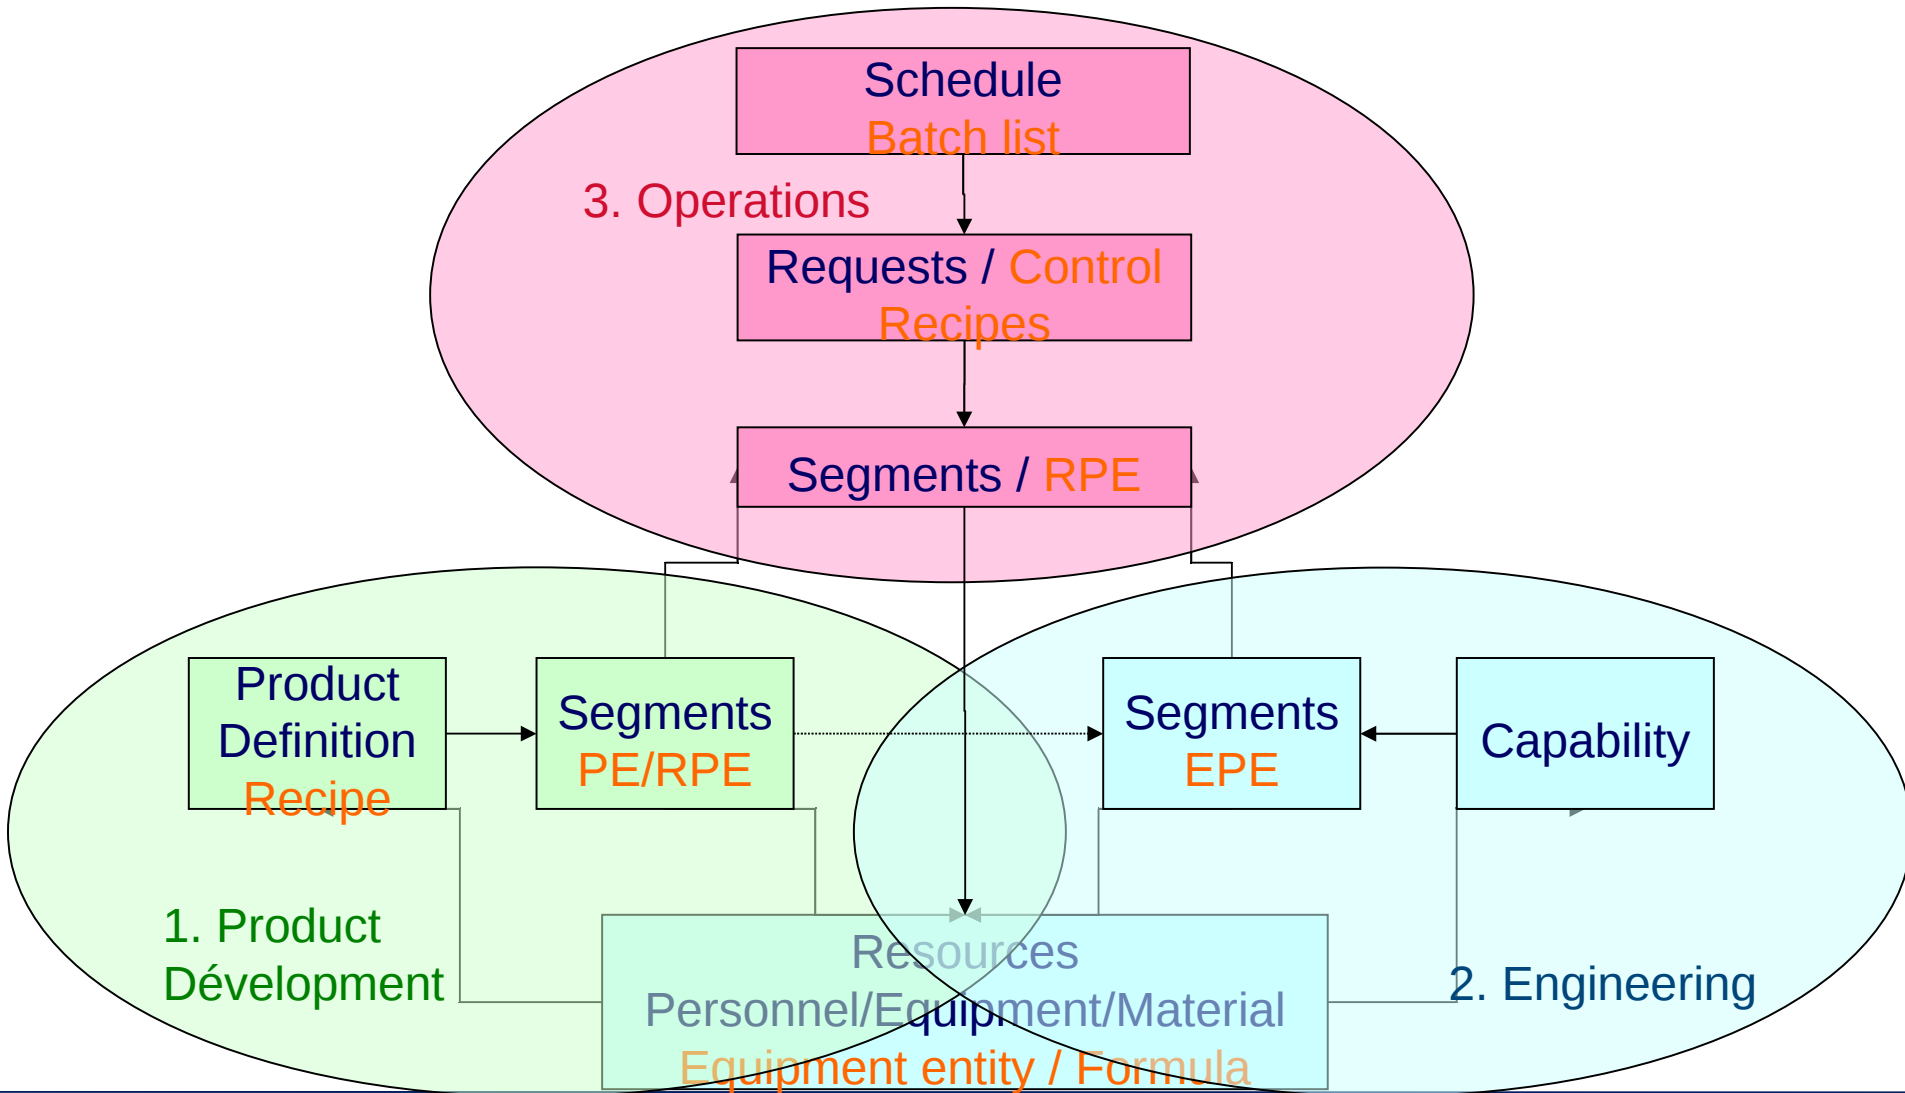 Schedule
Batch list
3. Operations
Requests / Control
Recipes
Segments / RPE
Product
Definition
Recipe
Segments
PE/RPE
Segments
EPE
Capability
1. Product
Dévelopment
2. Engineering
Resources
Personnel/Equipment/Material
Equipment entity / Formula